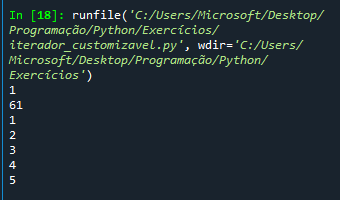 In [18]: runfile('C:/Users/Microsoft/Desktop/
Programação/Python/Exercícios/
iterador_customizavel.py', wdir='C:/Users/
Microsoft/Desktop/Programação/Python/
Exercícios')
1
61
1
2
3
4
5